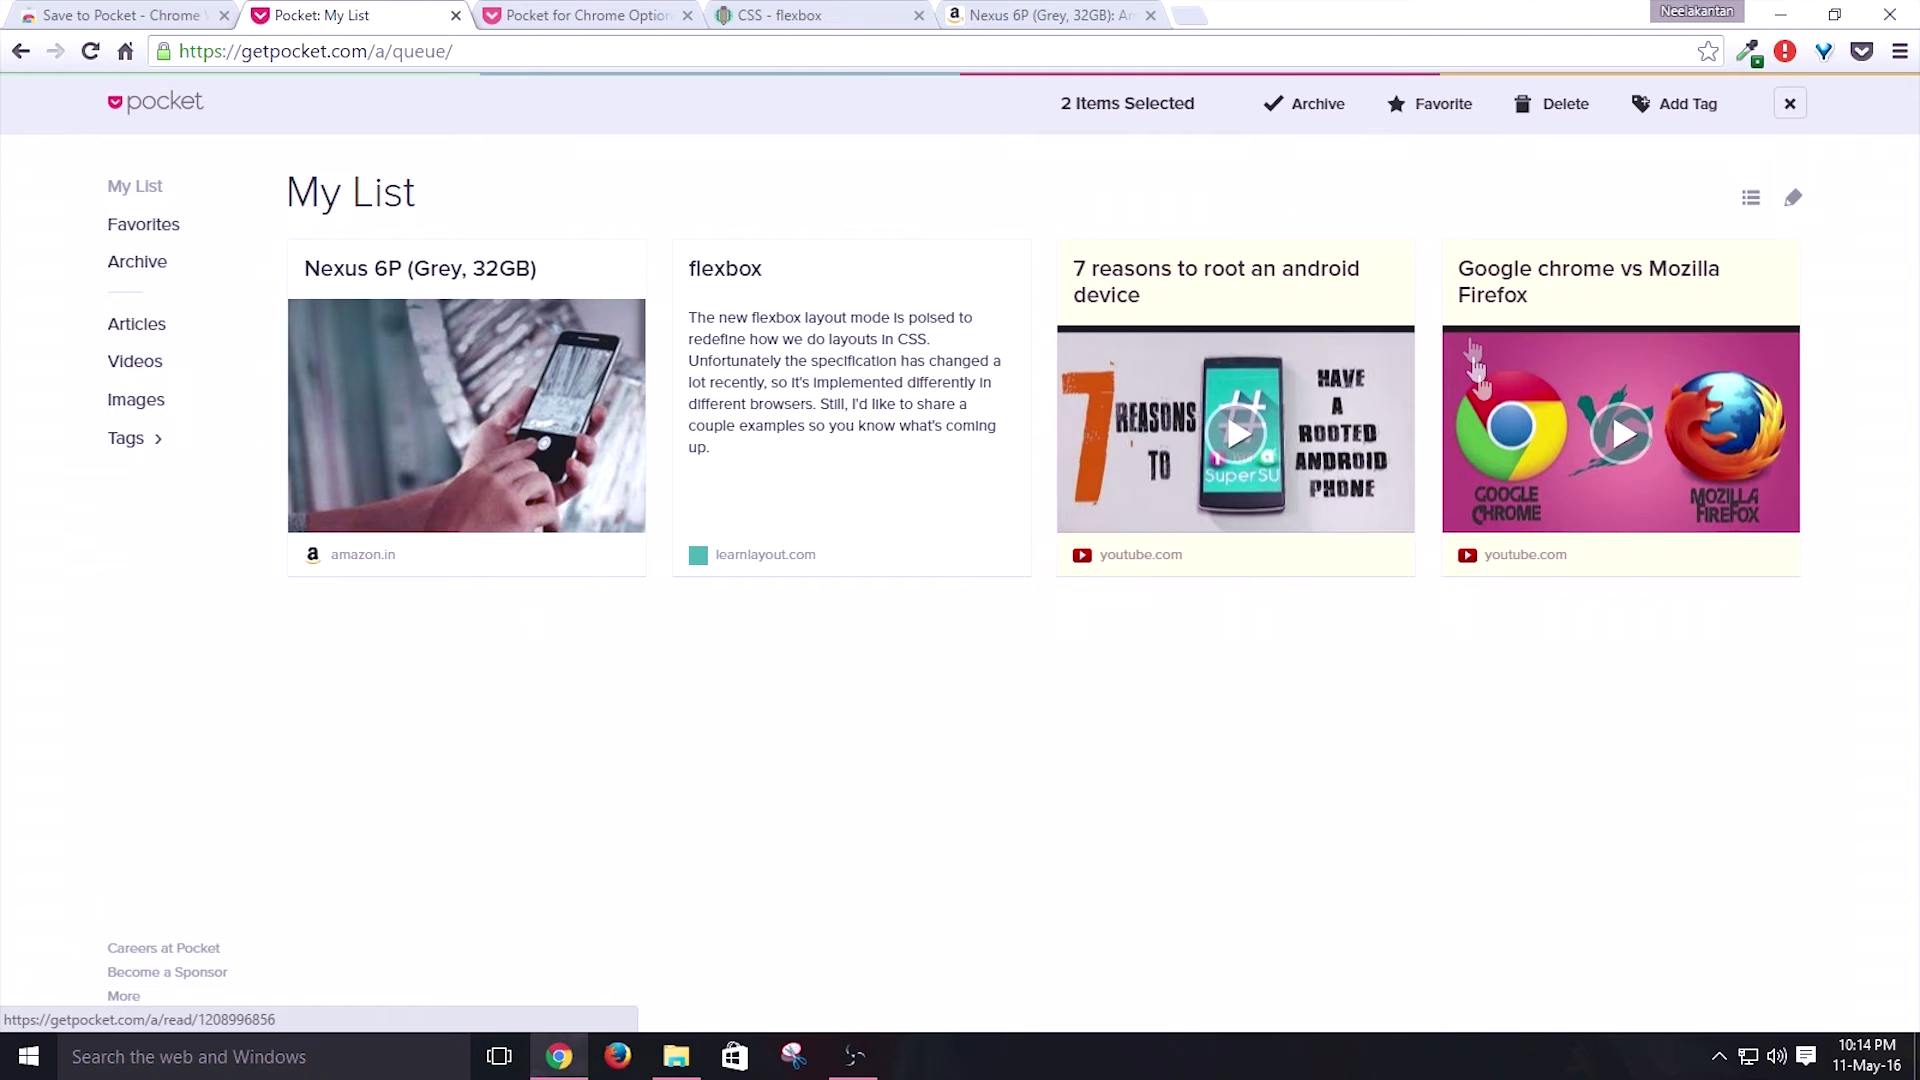 Save to Pocket - Chrome
Pocket: My List
Pocket for Chrome Option
CSS - flexbox
Nexus 6P (Grey, 32GB): Am
Neelakantan
https://getpocket.com/a/queue/
pocket
2 Items Selected
Archive
Favorite
Delete
Add Tag
My List
Favorites
Archive
Articles
Videos
Images
Tags
My List
Nexus 6P (Grey, 32GB)
amazon.in
flexbox
The new flexbox layout mode is poised to
redefine how we do layouts in CSS.
Unfortunately the specification has changed a
lot recently, so it's implemented differently in
different browsers. Still, I'd like to share a
couple examples so you know what's coming
up.
learnlayout.com
7 reasons to root an android
device
7 REASONS TO
HAVE
A
ROOTED
ANDROID
PHONE
#
SuperSU
youtube.com
Google chrome vs Mozilla
Firefox
GOOGLE
CHROME
VS
MOZILLA
FIREFOX
youtube.com
Careers at Pocket
Become a Sponsor
More
https://getpocket.com/a/read/1208996856
Search the web and Windows
10:14 PM
11-May-16